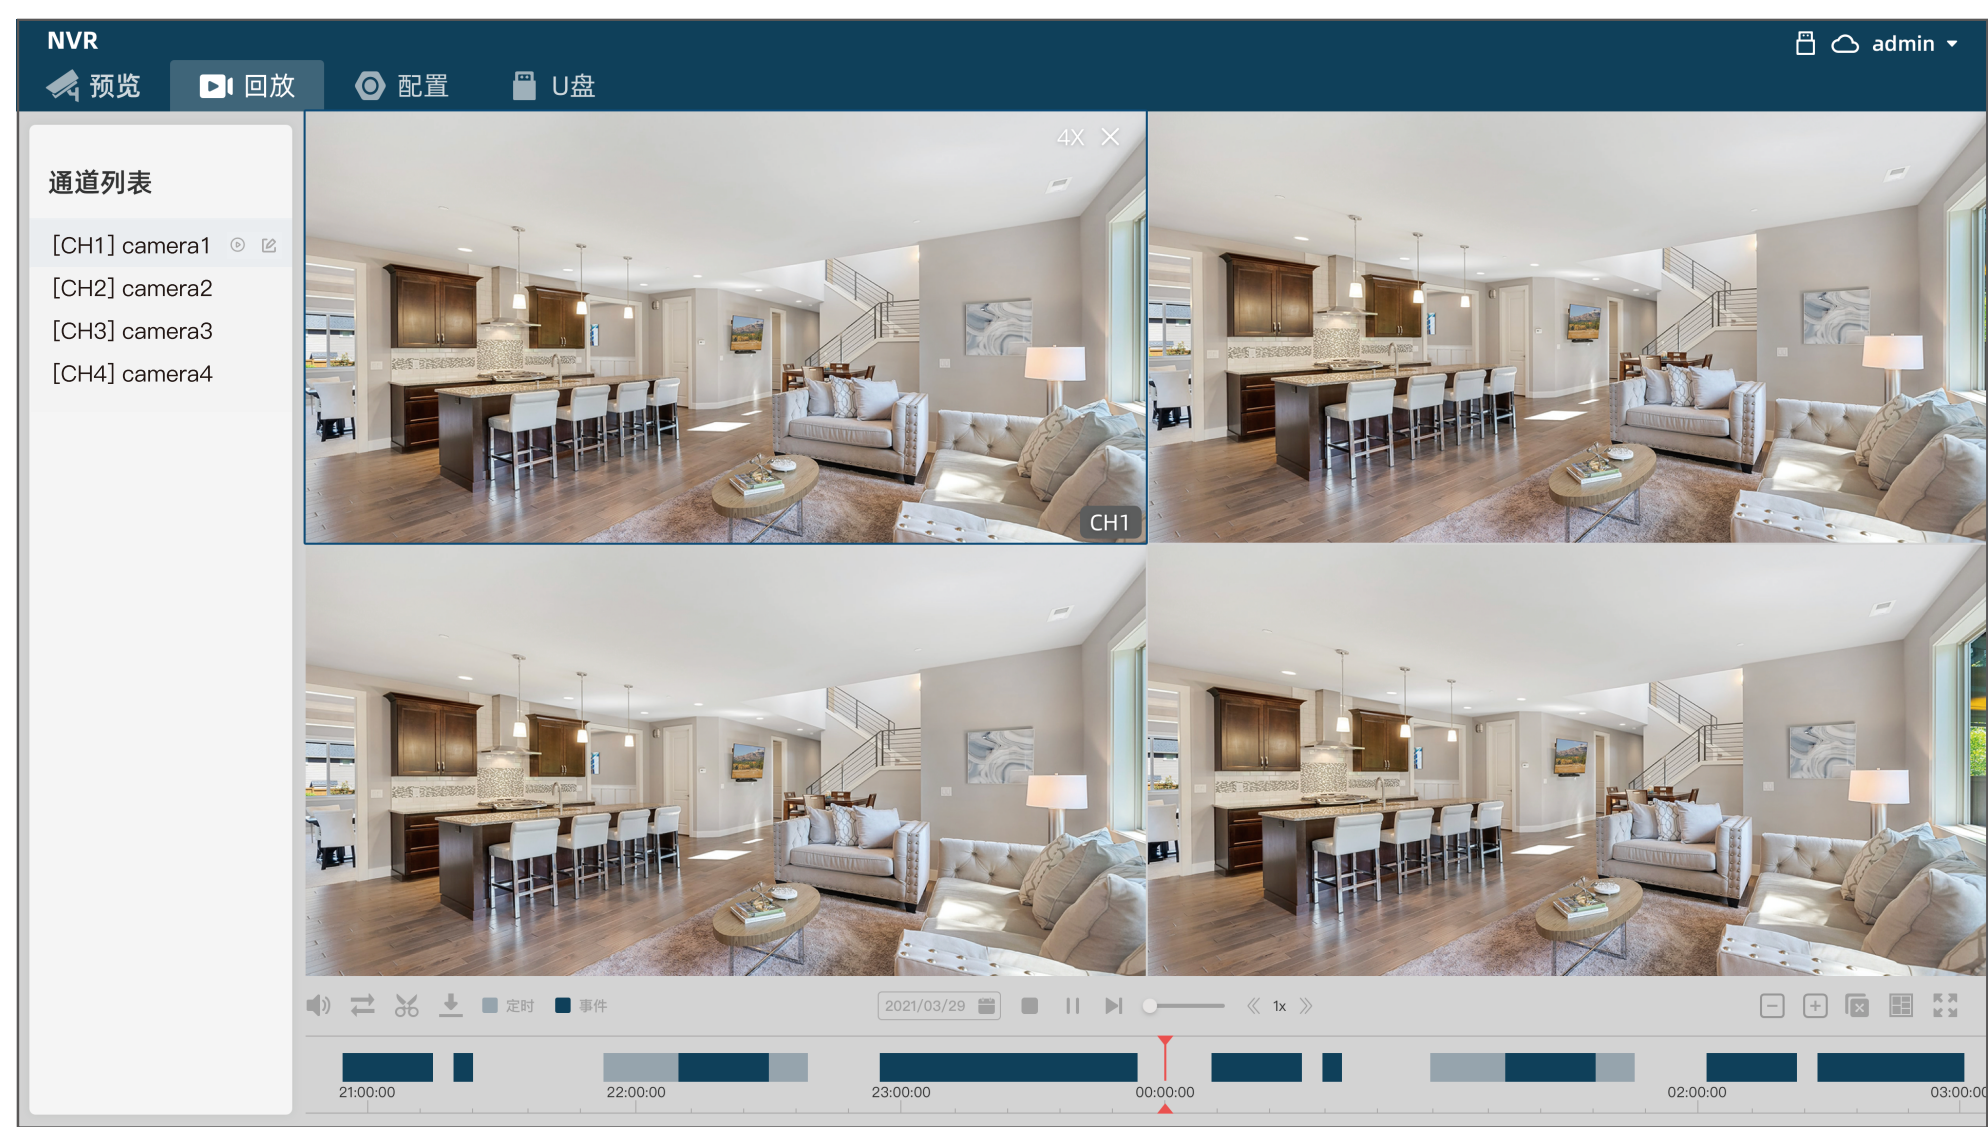 NVR
admin
预览 回放 配置 U盘
通道列表
[CH1] camera1
[CH2] camera2
[CH3] camera3
[CH4] camera4
4X
CH1
定时 事件 2021/03/29 1x
21:00:00 22:00:00 23:00:00 00:00:00 02:00:00 03:00:00